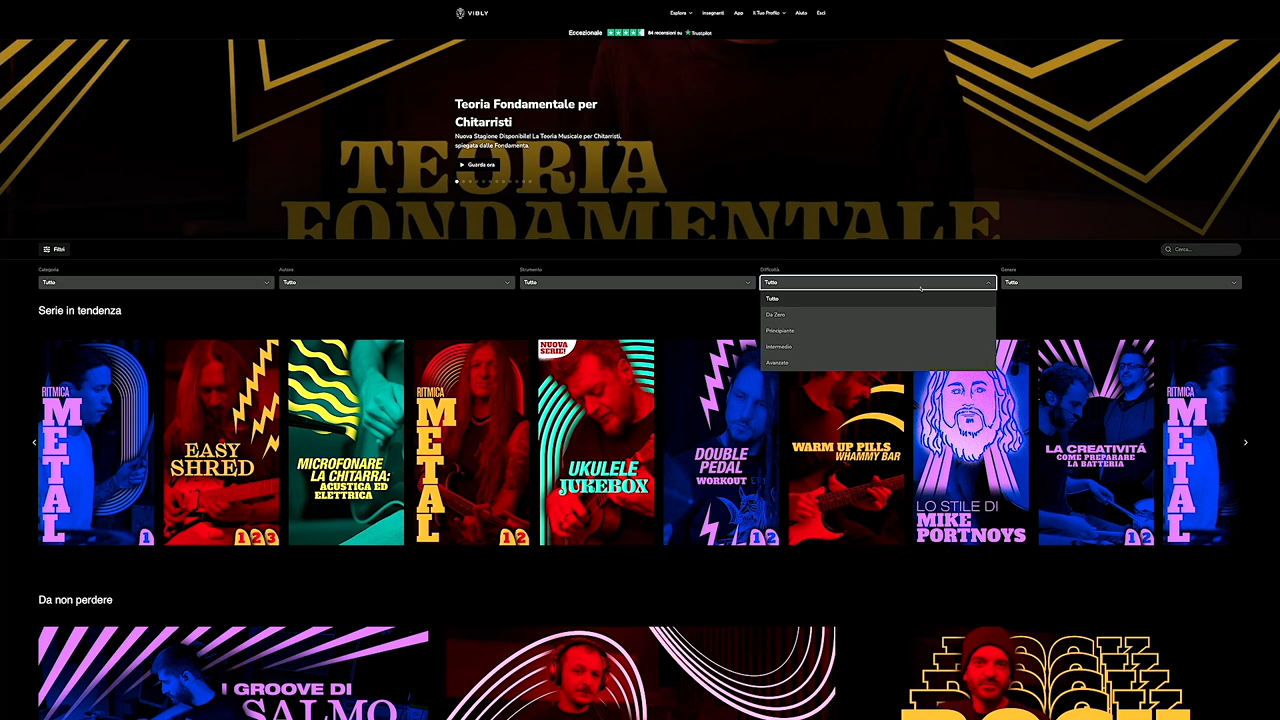 VIBLY
Esplora
Insegnanti
App
Il Tuo Profilo
Aiuto
Esci
Eccezionale
84 recensioni su
Trustpilot
Teoria Fondamentale per
Chitarristi
Nuova Stagione Disponibile! La Teoria Musicale per Chitarristi,
spiegata dalle Fondamenta.
Guarda ora
TEORIA
FONDAMENTALE
Filtri
Cerca...
Categoria
Autore
Strumento
Difficoltà
Genere
Tutto
Tutto
Tutto
Tutto
Tutto
Tutto
Da Zero
Principiante
Intermedio
Avanzato
Serie in tendenza
RITMICA
METAL
1
EASY
SHRED
1 2 3
MICROFONARE
LA CHITARRA:
ACUSTICA ED
ELETTRICA
RITMICA
METAL
1 2
NUOVA
SERIE!
UKULELE
JUKEBOX
DOUBLE
PEDAL
WORKOUT
1 2
WARM UP PILLS
WHAMMY BAR
LO STILE DI
MIKE
PORTNOYS
LA CREATIVITÁ
COME PREPARARE
LA BATTERIA
1 2
RITMICA
METAL
Da non perdere
I GROOVE DI
SALMO